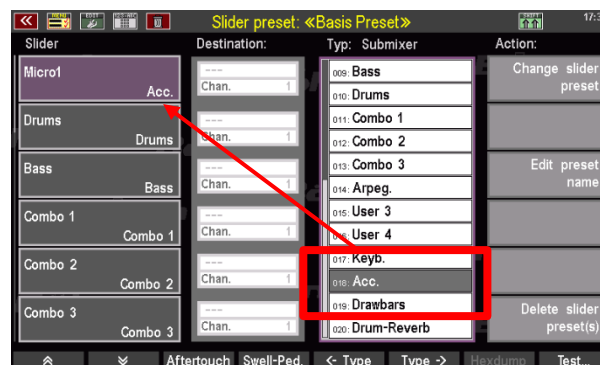 MENU EDIT
Slider preset: «Basis Preset»
17:3
Slider
Destination:
Typ: Submixer
Action:
Micro1
Acc.
Drums
Drums
Bass
Bass
Combo 1
Combo 1
Combo 2
Combo 2
Combo 3
Combo 3
---
Chan. 1
---
Chan. 1
---
Chan. 1
---
Chan. 1
---
Chan. 1
---
Chan. 1
009: Bass
010: Drums
011: Combo 1
012: Combo 2
013: Combo 3
014: Arpeg.
015: User 3
016: User 4
017: Keyb.
018: Acc.
019: Drawbars
020: Drum-Reverb
Change slider
preset
Edit preset
name
Delete slider
preset(s)
Aftertouch Swell-Ped. <- Type Type -> Hexdump Test...